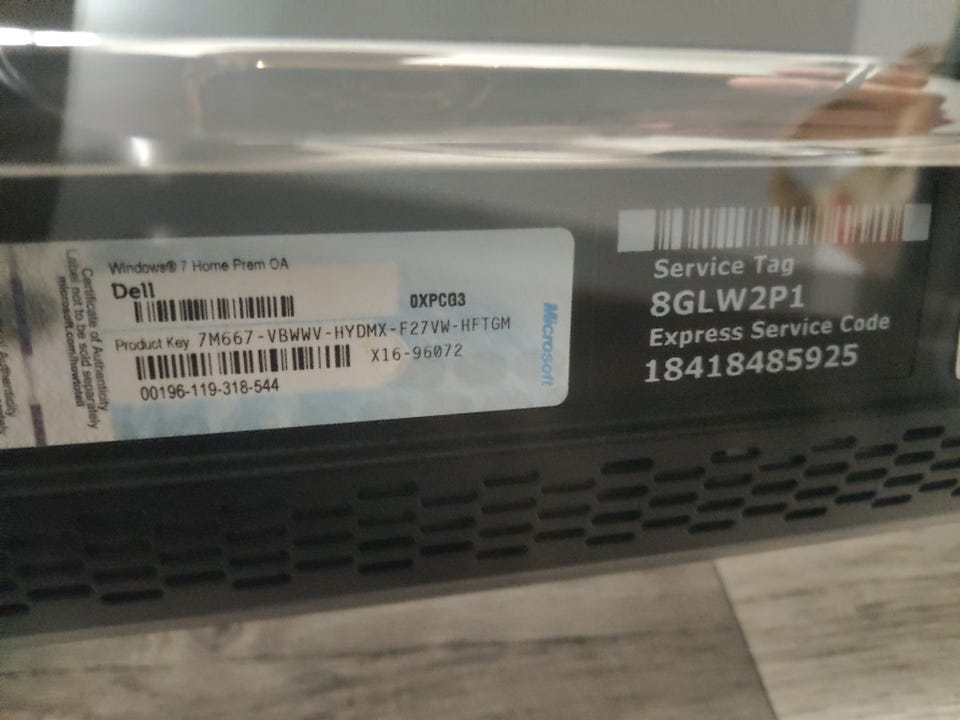 Certificate of Authenticity
Label not to be sold separately
microsoft.com/howtotell
Windows® 7 Home Prem OA
Dell
0XPCG3
Product Key 7M667-VBWWV-HYDMX-F27VW-HFTGM
X16-96072
00196-119-318-544
Microsoft
Service Tag
8GLW2P1
Express Service Code
18418485925